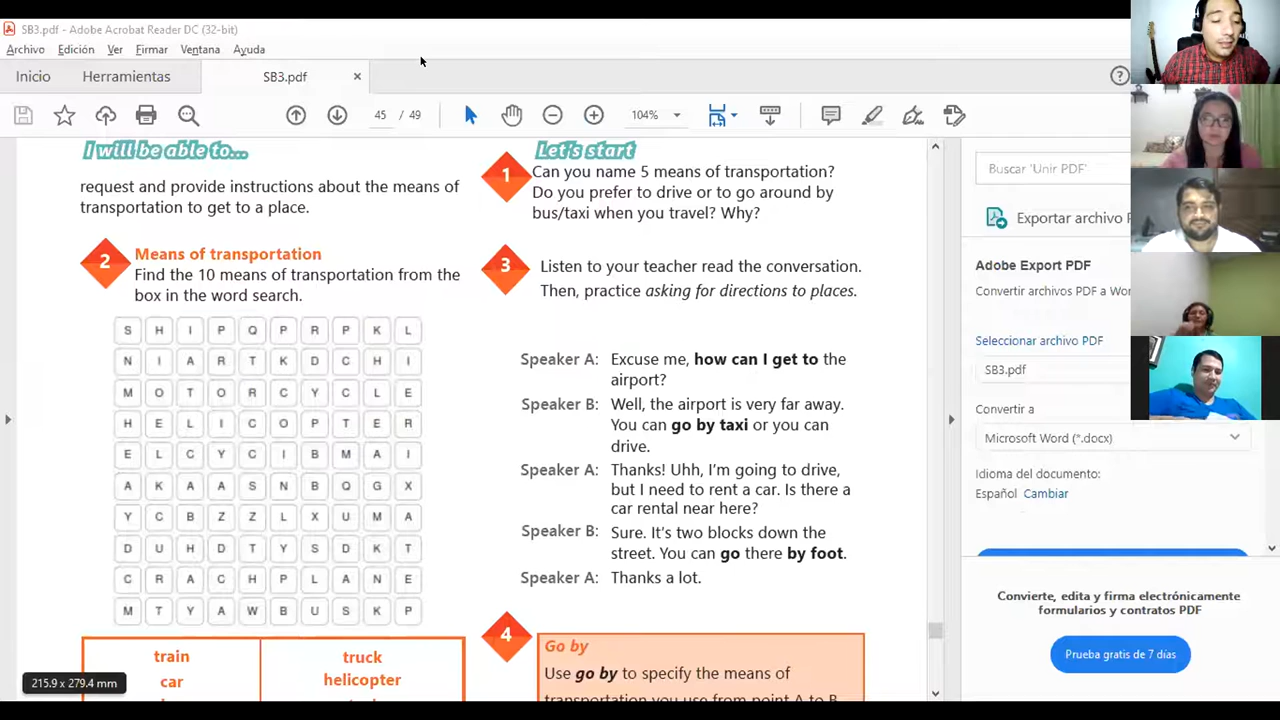 SB3.pdf - Adobe Acrobat Reader DC (32-bit)
Archivo Edición Ver Firmar Ventana Ayuda
Inicio Herramientas SB3.pdf ×
45 / 49 104%
I will be able to...
request and provide instructions about the means of
transportation to get to a place.
2 Means of transportation
Find the 10 means of transportation from the
box in the word search.
S H I P Q P R P K L
N I A R T K D C H I
M O T O R C Y C L E
H E L I C O P T E R
E L C Y C I B M A I
A K A A S N B Q G X
Y C B Z Z L X U M A
D U H D T Y S D K T
C R A C H P L A N E
M T Y A W B U S K P
train truck
car helicopter
215.9 x 279.4 mm
Let's start
1 Can you name 5 means of transportation?
Do you prefer to drive or to go around by
bus/taxi when you travel? Why?
3 Listen to your teacher read the conversation.
Then, practice asking for directions to places.
Speaker A: Excuse me, how can I get to the
airport?
Speaker B: Well, the airport is very far away.
You can go by taxi or you can
drive.
Speaker A: Thanks! Uhh, I'm going to drive,
but I need to rent a car. Is there a
car rental near here?
Speaker B: Sure. It's two blocks down the
street. You can go there by foot.
Speaker A: Thanks a lot.
4 Go by
Use go by to specify the means of
transportation you use from point A to B
Buscar 'Unir PDF'
Exportar archivo P
Adobe Export PDF
Convertir archivos PDF a Wor
Seleccionar archivo PDF
SB3.pdf
Convertir a
Microsoft Word (*.docx)
Idioma del documento:
Español Cambiar
Convierte, edita y firma electrónicamente
formularios y contratos PDF
Prueba gratis de 7 días